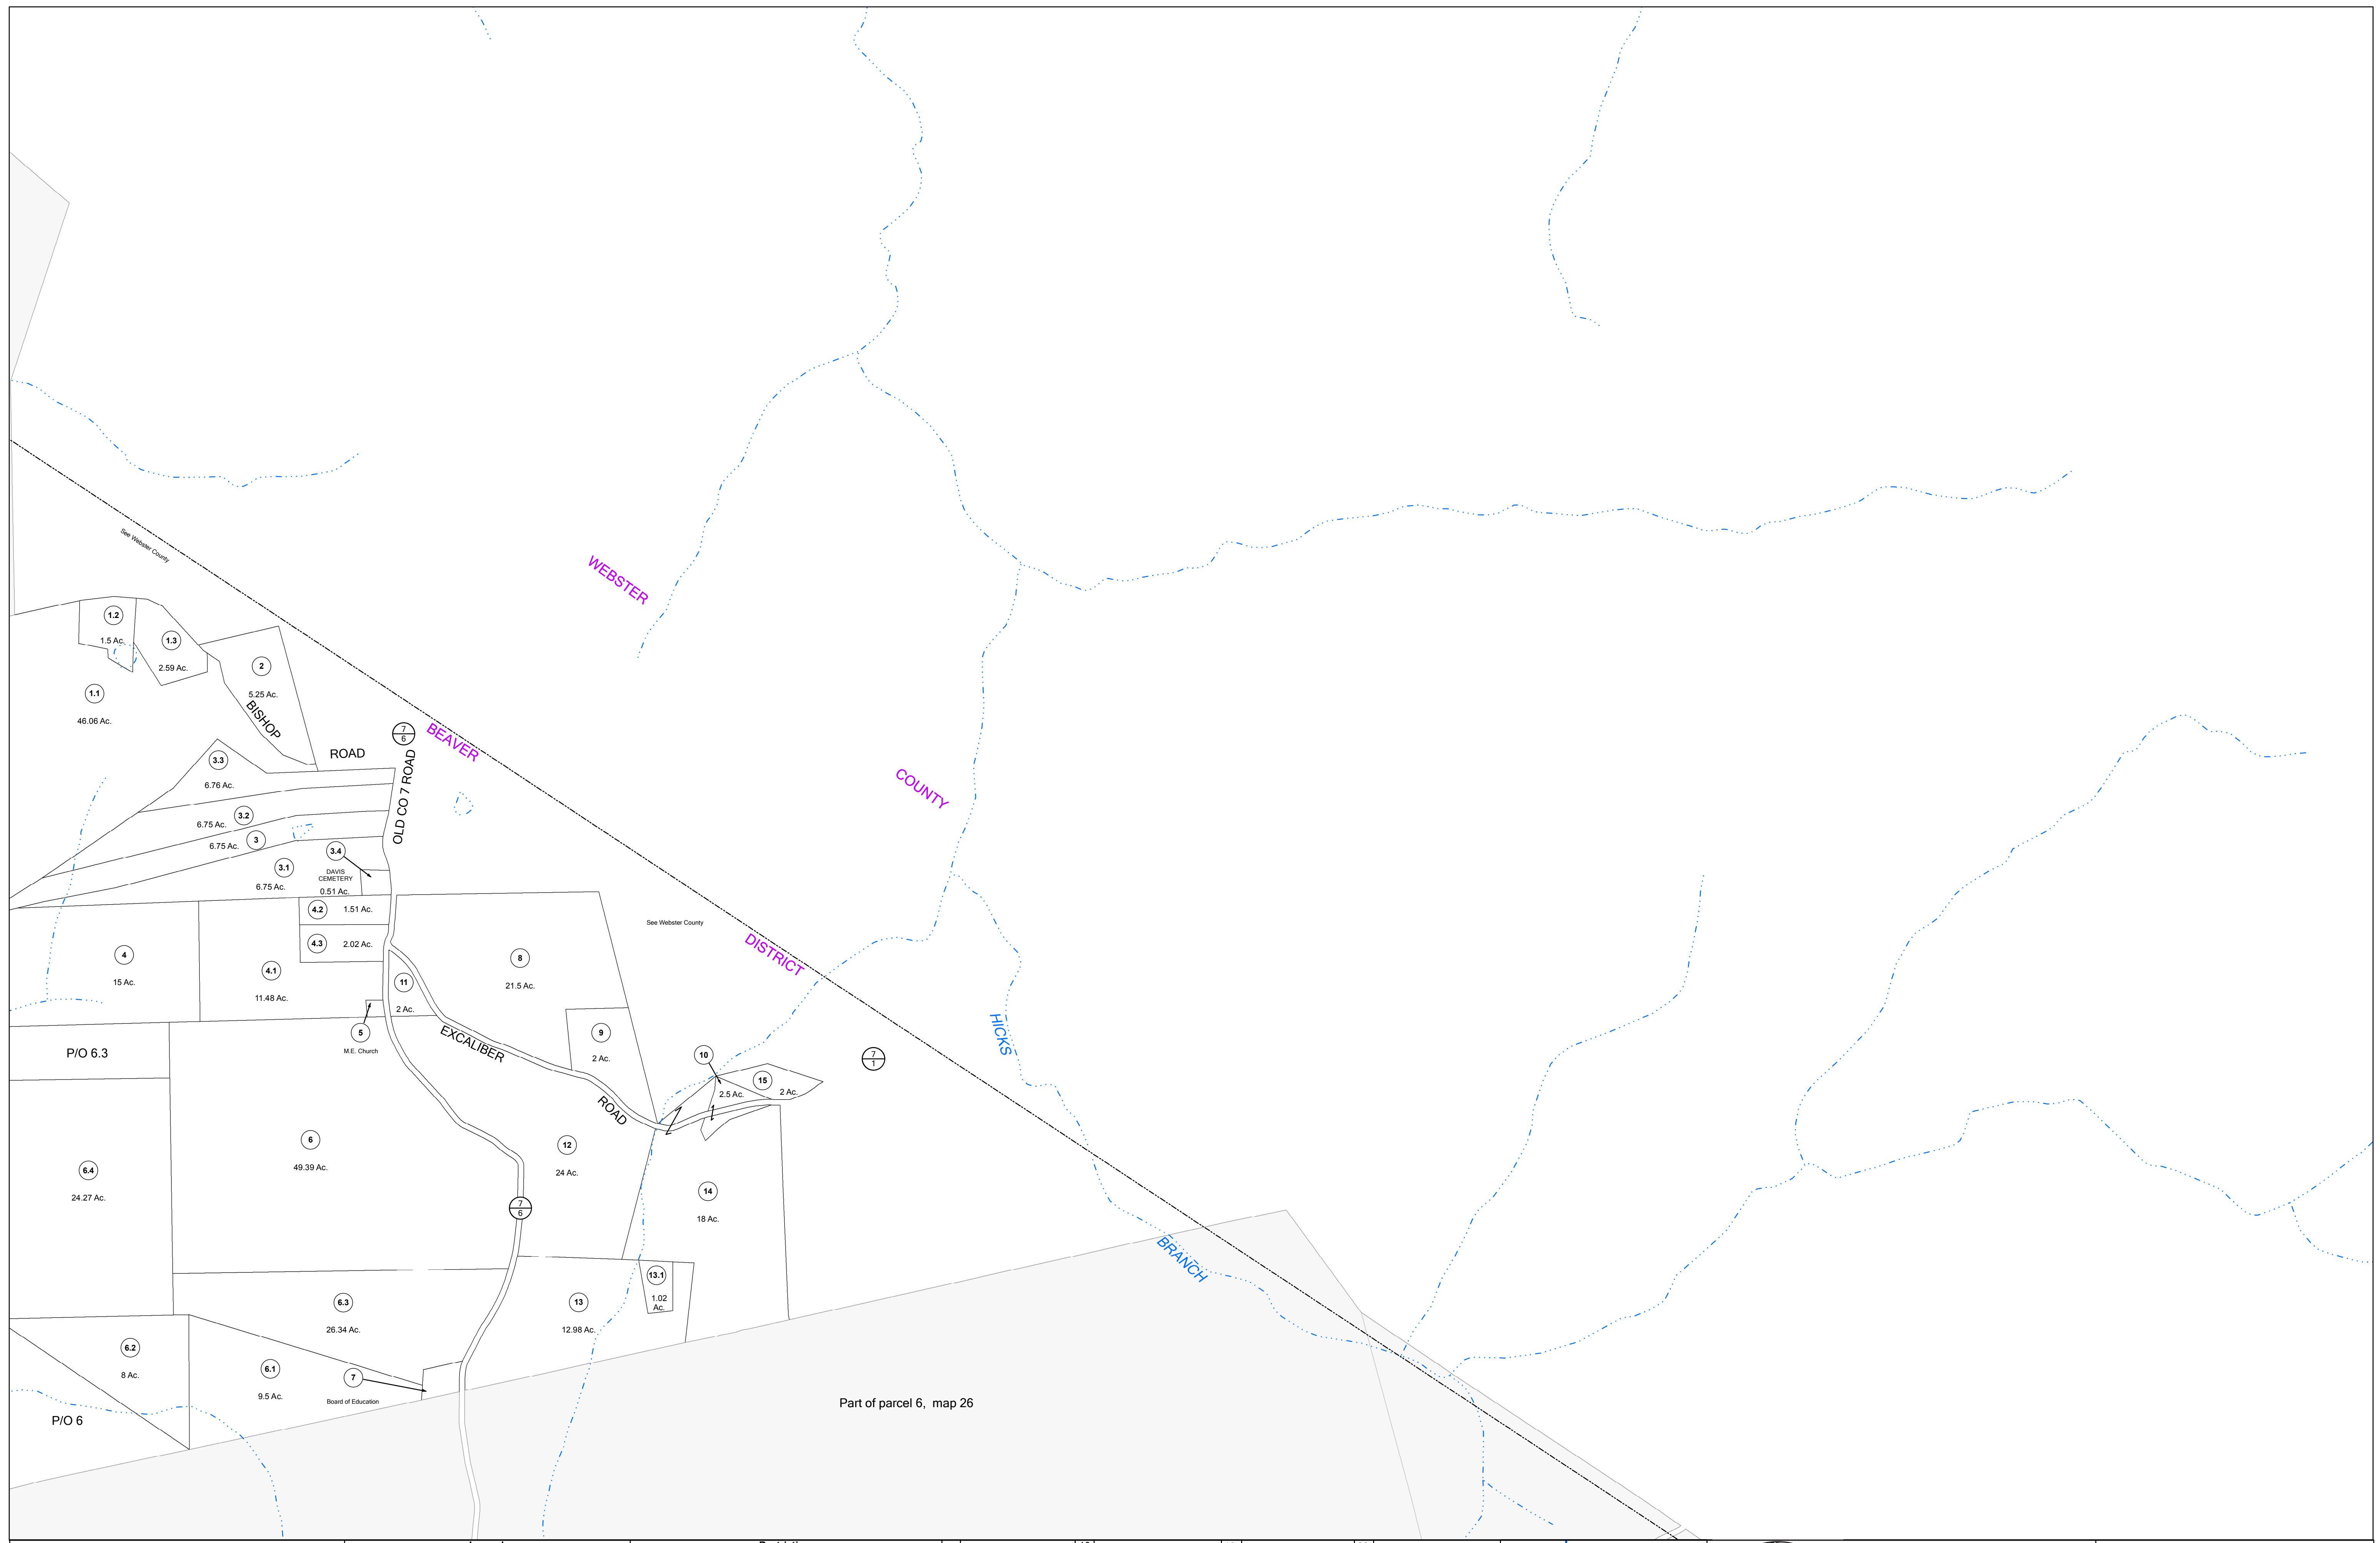 See Webster County
WEBSTER
1.2
1.5 Ac.
1.3
2.59 Ac.
2
5.25 Ac.
1.1
46.06 Ac.
BISHOP
ROAD
7
6
BEAVER
OLD CO 7 ROAD
COUNTY
3.3
6.76 Ac.
3.2
6.75 Ac.
3
6.75 Ac.
3.4
DAVIS
CEMETERY
0.51 Ac.
3.1
6.75 Ac.
4.2
1.51 Ac.
4.3
2.02 Ac.
See Webster County
DISTRICT
4
15 Ac.
4.1
11.48 Ac.
8
21.5 Ac.
11
2 Ac.
5
M.E. Church
EXCALIBER
ROAD
9
2 Ac.
10
2.5 Ac.
15
2 Ac.
7
1
HICKS
BRANCH
P/O 6.3
6
49.39 Ac.
12
24 Ac.
6.4
24.27 Ac.
14
18 Ac.
7
6
13.1
1.02
Ac.
13
12.98 Ac.
6.3
26.34 Ac.
6.2
8 Ac.
6.1
9.5 Ac.
7
Board of Education
P/O 6
Part of parcel 6, map 26